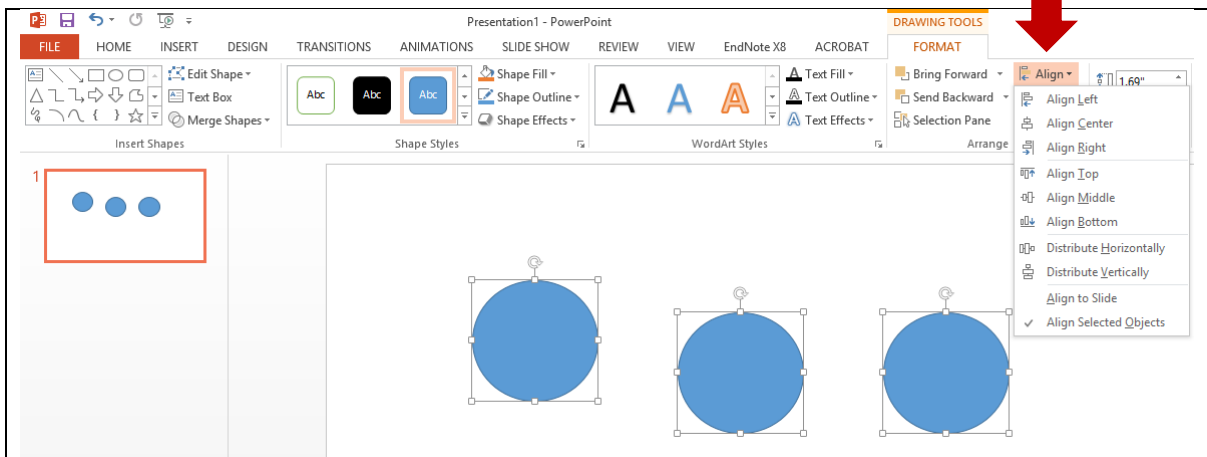 Presentation1 - PowerPoint
DRAWING TOOLS
FILE HOME INSERT DESIGN TRANSITIONS ANIMATIONS SLIDE SHOW REVIEW VIEW EndNote X8 ACROBAT FORMAT
Edit Shape
Text Box
Merge Shapes
Insert Shapes
Abc Abc Abc
Shape Fill
Shape Outline
Shape Effects
Shape Styles
A A A
Text Fill
Text Outline
Text Effects
WordArt Styles
Bring Forward
Send Backward
Selection Pane
Arrange
Align
1.69"
Align Left
Align Center
Align Right
Align Top
Align Middle
Align Bottom
Distribute Horizontally
Distribute Vertically
Align to Slide
Align Selected Objects
1